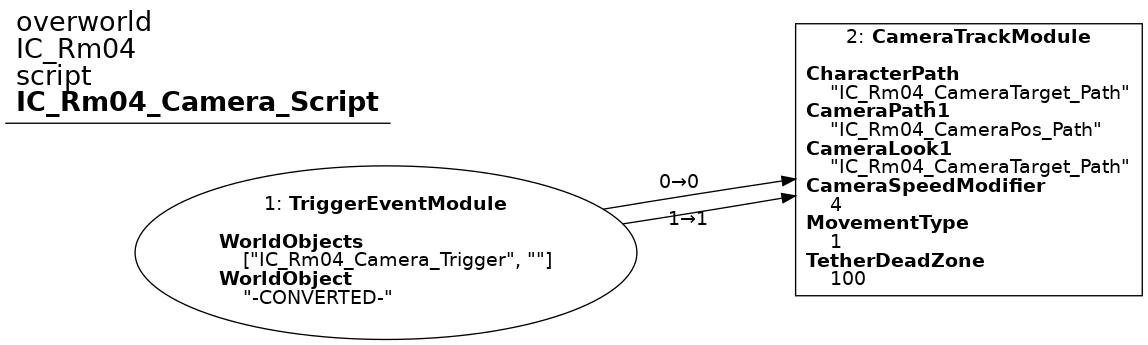 overworld
IC_Rm04
script
IC_Rm04_Camera_Script
1: TriggerEventModule
WorldObjects
["IC_Rm04_Camera_Trigger", ""]
WorldObject
"-CONVERTED-"
0→0
1→1
2: CameraTrackModule
CharacterPath
"IC_Rm04_CameraTarget_Path"
CameraPath1
"IC_Rm04_CameraPos_Path"
CameraLook1
"IC_Rm04_CameraTarget_Path"
CameraSpeedModifier
4
MovementType
1
TetherDeadZone
100